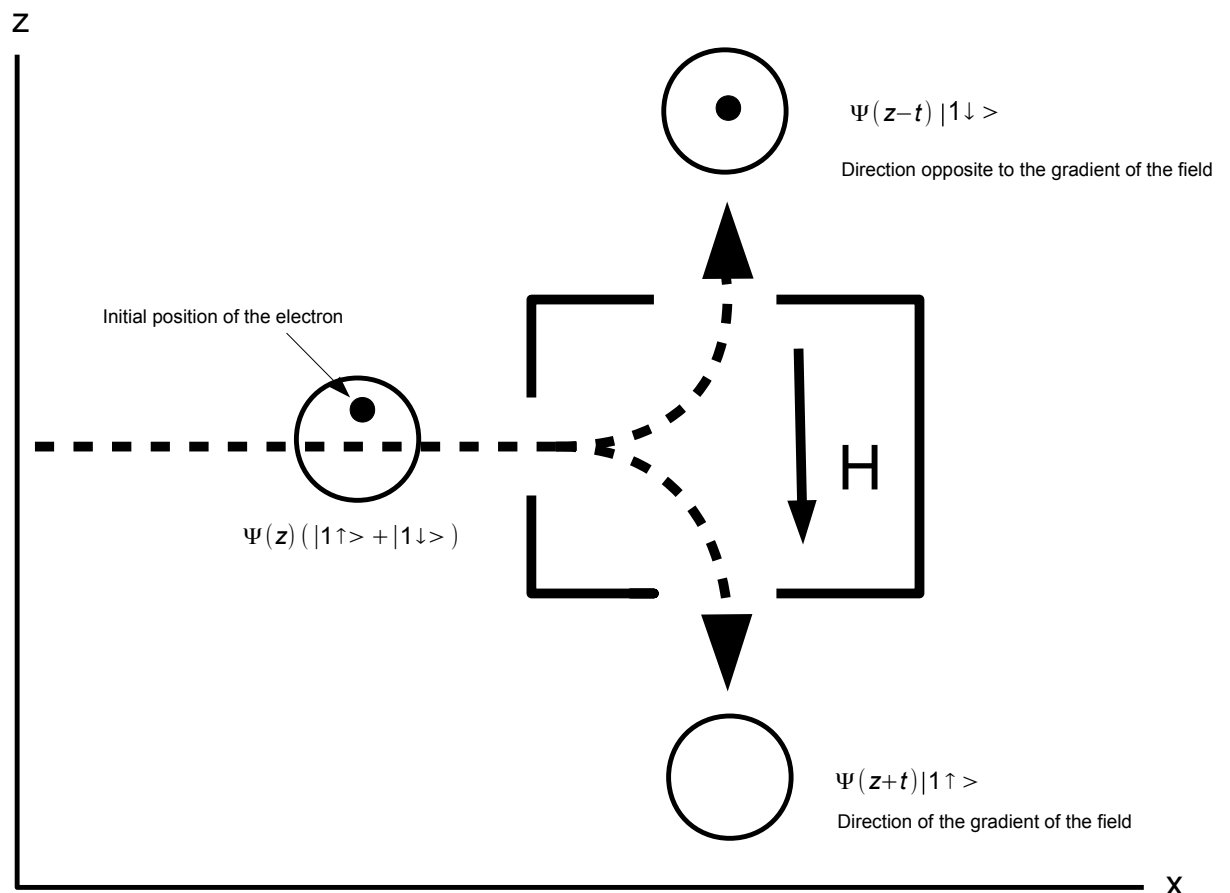 z
Ψ(z−t)|1↓>
Direction opposite to the gradient of the field
Initial position of the electron
H
Ψ(z)(|1↑>+|1↓>)
Ψ(z+t)|1↑>
Direction of the gradient of the field
x